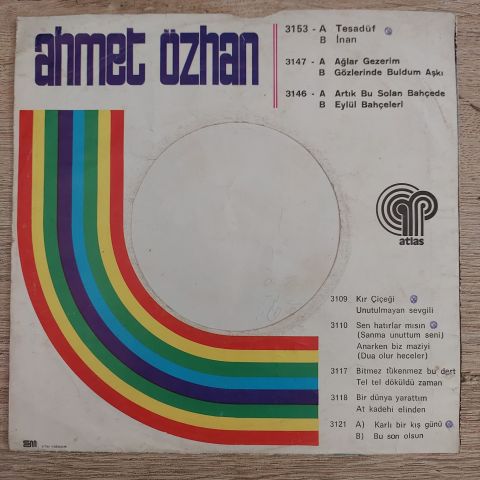 ahmet özhan
3153 - A Tesadüf
B İnan
3147 - A Ağlar Gezerim
B Gözlerinde Buldum Aşkı
3146 - A Artık Bu Solan Bahçede
B Eylül Bahçeleri
atlas
3109 Kır Çiçeği
Unutulmayan sevgili
3110 Sen hatırlar mısın
(Sanma unuttum seni)
Anarken biz maziyi
(Dua olur heceler)
3117 Bitmez tükenmez bu dert
Tel tel döküldü zaman
3118 Bir dünya yarattım
At kadehi elinden
3121 A) Karlı bir kış günü
B) Bu son olsun